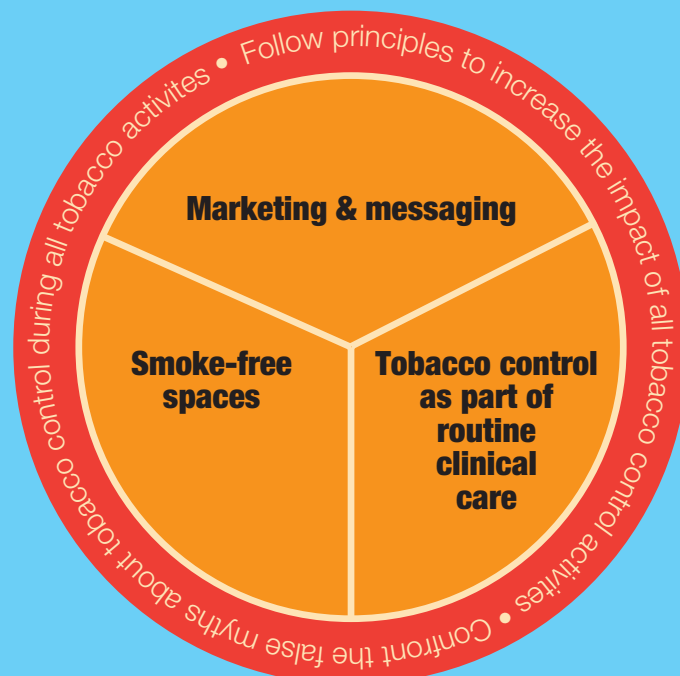 Follow principles to increase the impact of all tobacco control activites •
Confront the false myths about tobacco control during all tobacco activites •
Marketing & messaging
Smoke-free
spaces
Tobacco control
as part of
routine
clinical
care